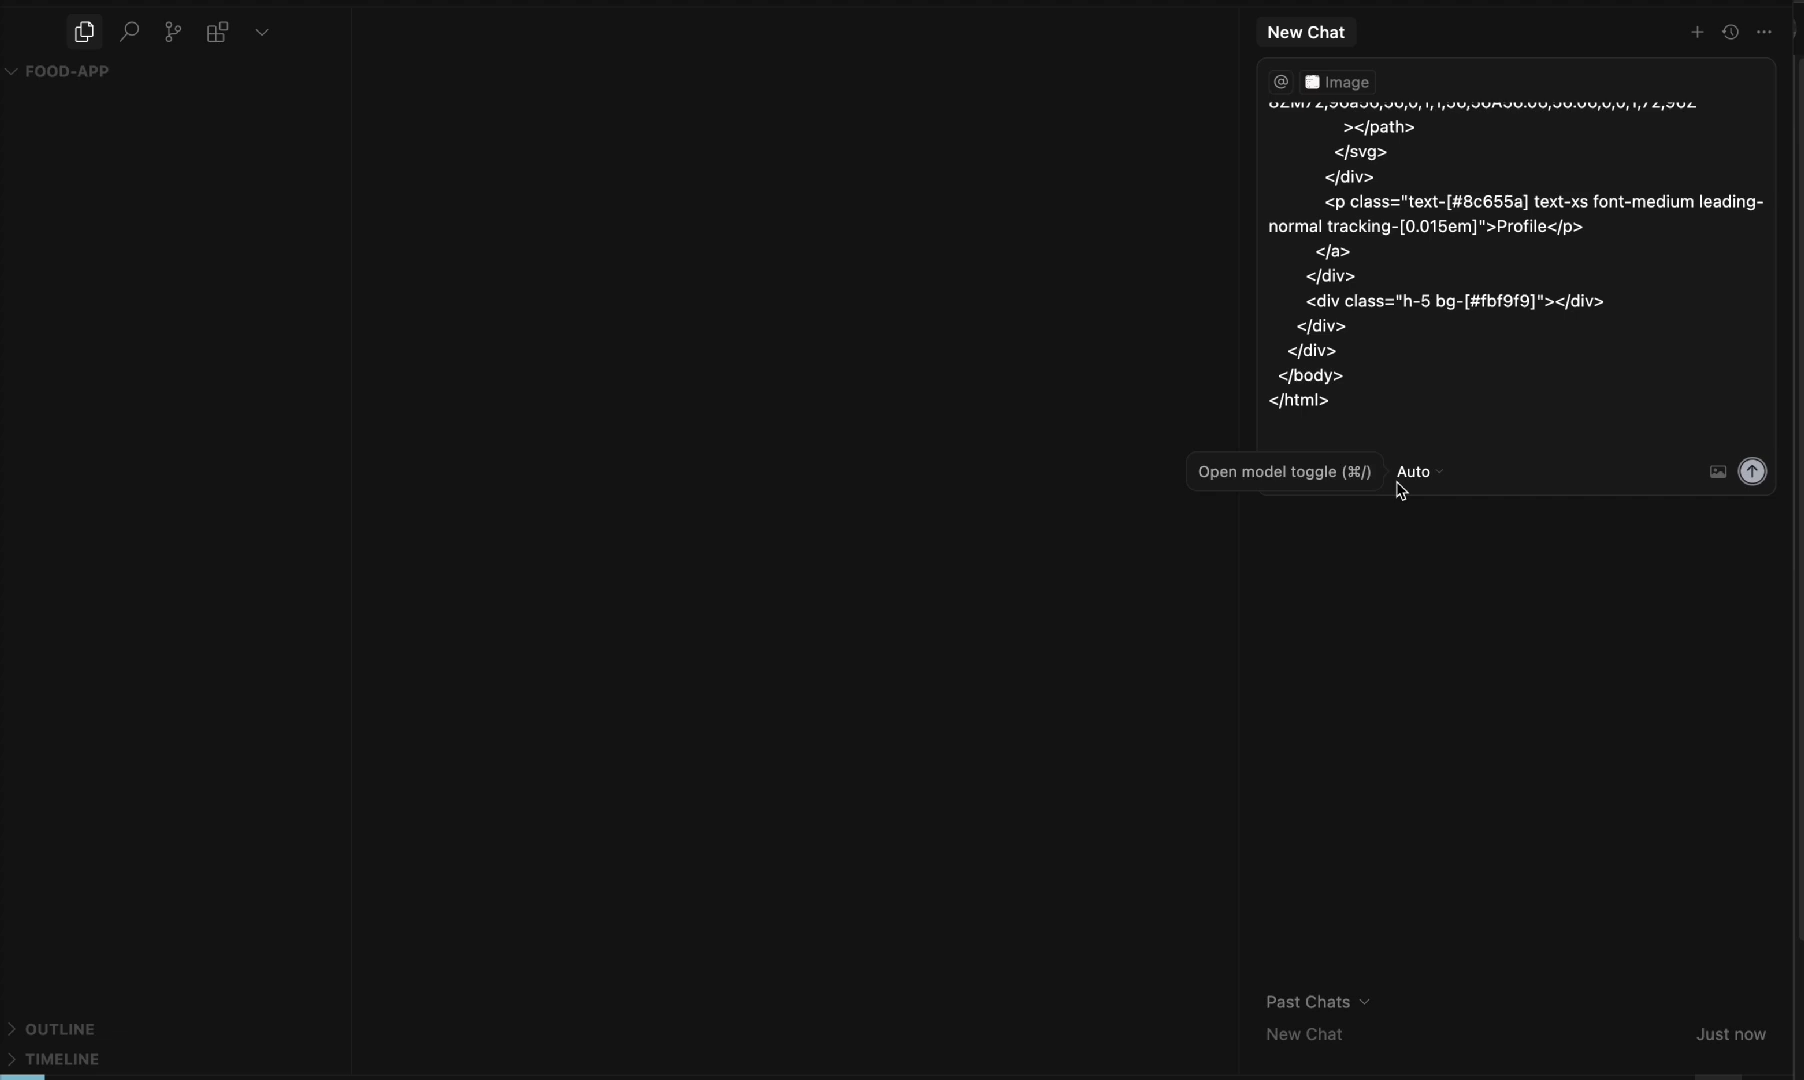 FOOD-APP
OUTLINE
TIMELINE
New Chat
@ Image
></path>
</svg>
</div>
<p class="text-[#8c655a] text-xs font-medium leading-
normal tracking-[0.015em]">Profile</p>
</a>
</div>
<div class="h-5 bg-[#fbf9f9]"></div>
</div>
</div>
</body>
</html>
Open model toggle (⌘/)
Auto
Past Chats
New Chat
Just now